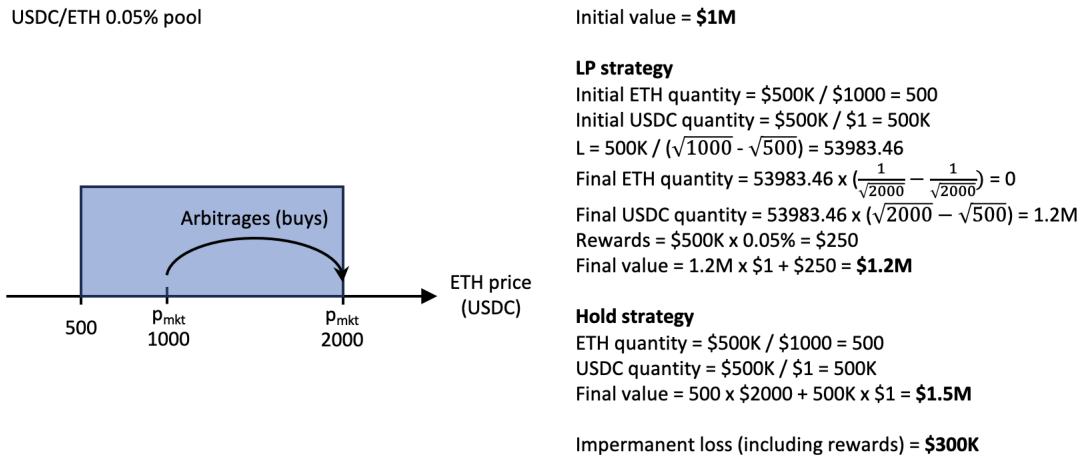 USDC/ETH 0.05% pool
Arbitrages (buys)
ETH price
(USDC)
500
pmkt
1000
pmkt
2000
Initial value = $1M
LP strategy
Initial ETH quantity = $500K / $1000 = 500
Initial USDC quantity = $500K / $1 = 500K
L = 500K / (√1000 - √500) = 53983.46
Final ETH quantity = 53983.46 x (1/√2000 − 1/√2000) = 0
Final USDC quantity = 53983.46 x (√2000 − √500) = 1.2M
Rewards = $500K x 0.05% = $250
Final value = 1.2M x $1 + $250 = $1.2M
Hold strategy
ETH quantity = $500K / $1000 = 500
USDC quantity = $500K / $1 = 500K
Final value = 500 x $2000 + 500K x $1 = $1.5M
Impermanent loss (including rewards) = $300K